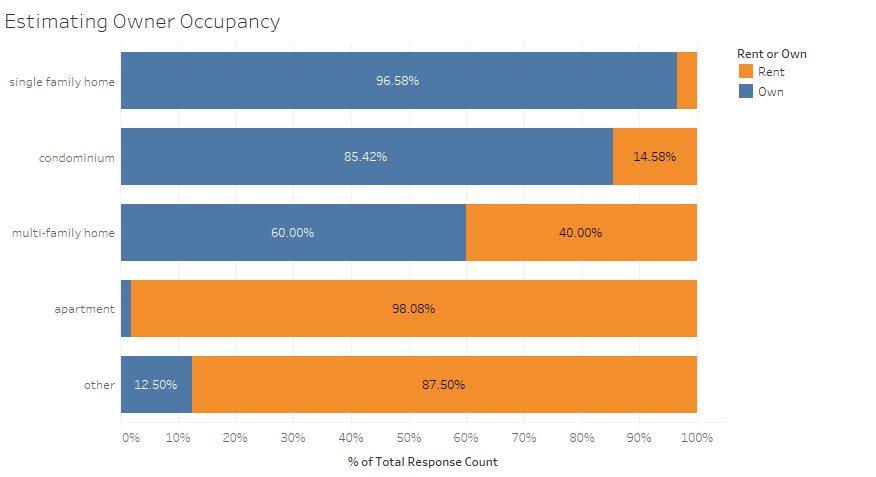 Estimating Owner Occupancy
Rent or Own
Rent
Own
single family home
96.58%
condominium
85.42%
14.58%
multi-family home
60.00%
40.00%
apartment
98.08%
other
12.50%
87.50%
0%
10%
20%
30%
40%
50%
60%
70%
80%
90%
100%
% of Total Response Count